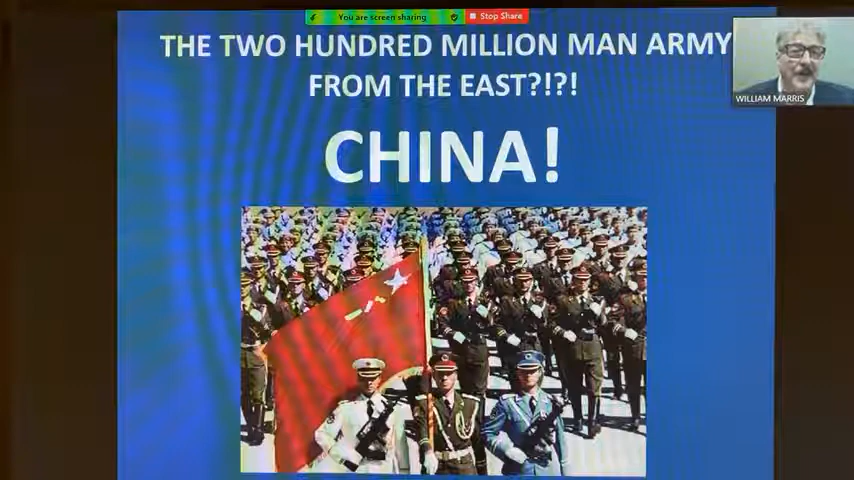 You are screen sharing
Stop Share
THE TWO HUNDRED MILLION MAN ARMY
FROM THE EAST?!?!
WILLIAM MARRIS
CHINA!